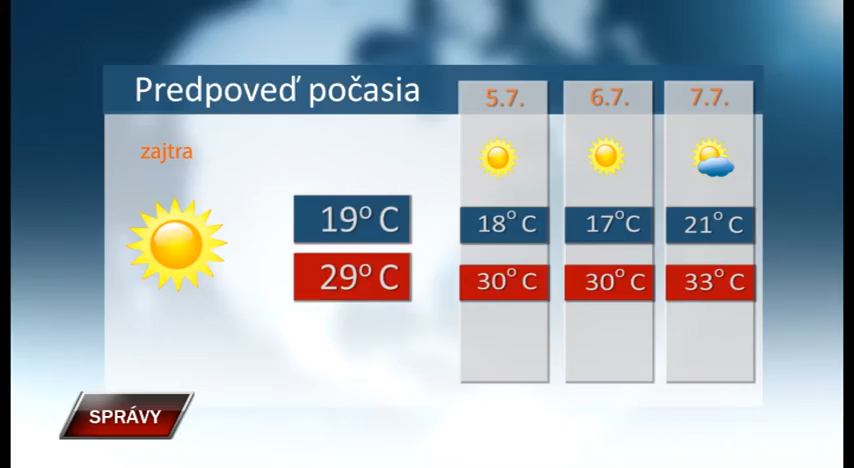 Predpoveď počasia
zajtra
19° C
29° C
5.7.
18° C
30° C
6.7.
17°C
30° C
7.7.
21° C
33° C
SPRÁVY